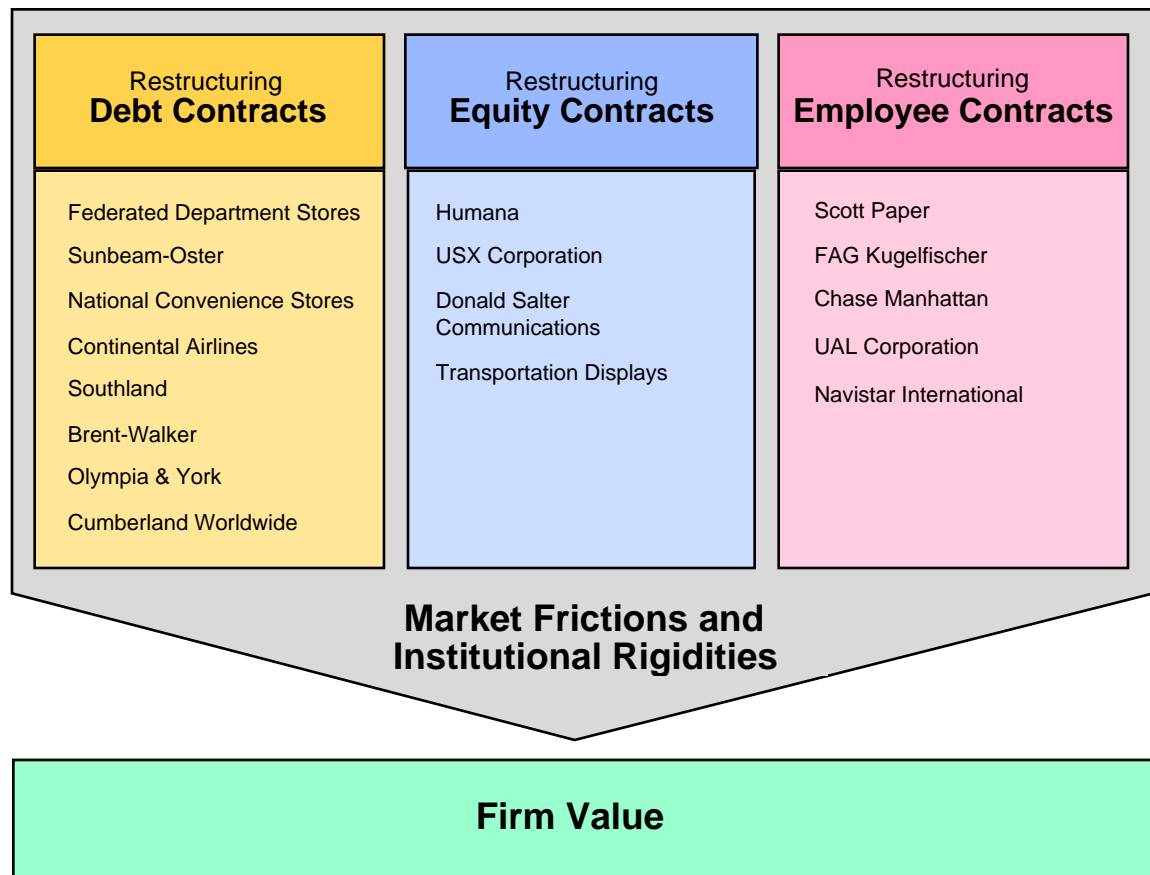 Restructuring
Debt Contracts
Federated Department Stores
Sunbeam-Oster
National Convenience Stores
Continental Airlines
Southland
Brent-Walker
Olympia & York
Cumberland Worldwide
Restructuring
Equity Contracts
Humana
USX Corporation
Donald Salter
Communications
Transportation Displays
Restructuring
Employee Contracts
Scott Paper
FAG Kugelfischer
Chase Manhattan
UAL Corporation
Navistar International
Market Frictions and
Institutional Rigidities
Firm Value